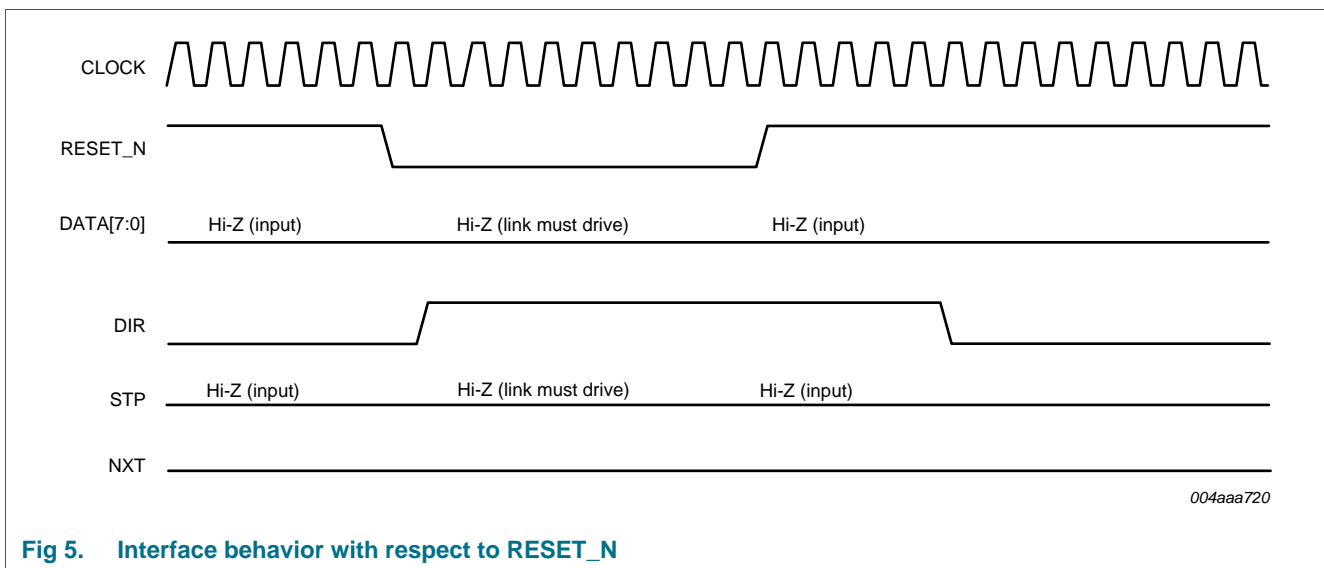 CLOCK
RESET_N
DATA[7:0] Hi-Z (input) Hi-Z (link must drive) Hi-Z (input)
DIR
STP Hi-Z (input) Hi-Z (link must drive) Hi-Z (input)
NXT
004aaa720
Fig 5. Interface behavior with respect to RESET_N